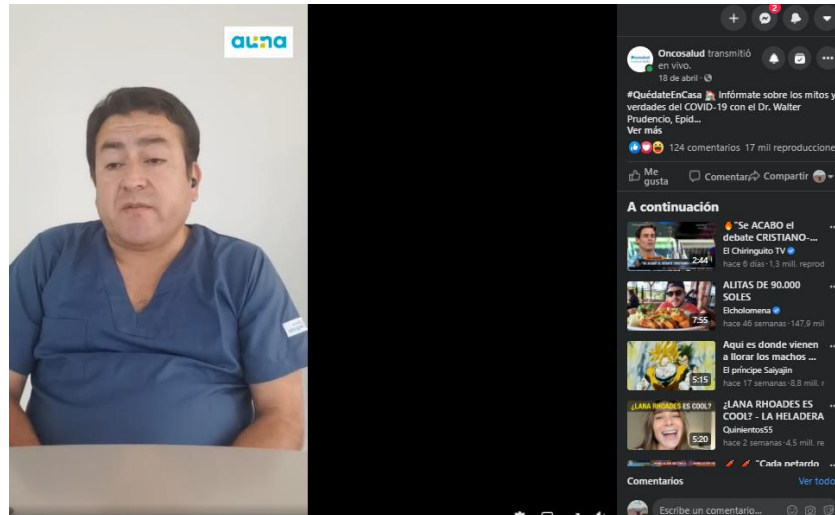 auna
2
Oncosalud transmitió
en vivo.
18 de abril ·
#QuédateEnCasa Infórmate sobre los mitos y
verdades del COVID-19 con el Dr. Walter
Prudencio, Epid...
Ver más
124 comentarios 17 mil reproduccione
Me
gusta
Comentar
Compartir
A continuación
2:44
"Se ACABO el
debate CRISTIANO-...
El Chiringuito TV
hace 6 días · 1,3 mill. reprod
7:55
ALITAS DE 90.000
SOLES
Elcholomena
hace 46 semanas · 147,9 mil
5:15
Aqui es donde vienen
a llorar los machos ...
El príncipe Saiyajin
hace 17 semanas · 8,8 mill. r
¿LANA RHOADES ES COOL?
5:20
¿LANA RHOADES ES
COOL? - LA HELADERA
Quinientos55
hace 2 semanas · 4,5 mill. re
"Cada petardo
Comentarios
Ver todo
Escribe un comentario...